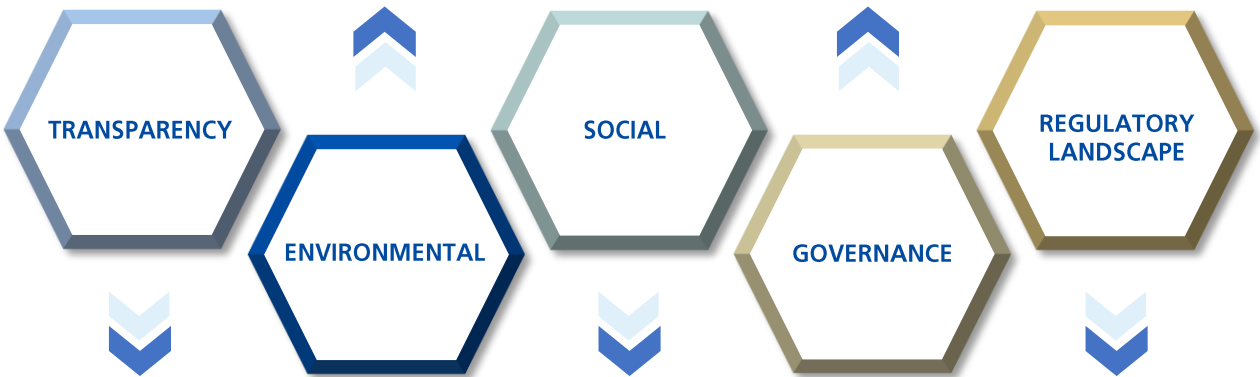 TRANSPARENCY
ENVIRONMENTAL
SOCIAL
GOVERNANCE
REGULATORY
LANDSCAPE